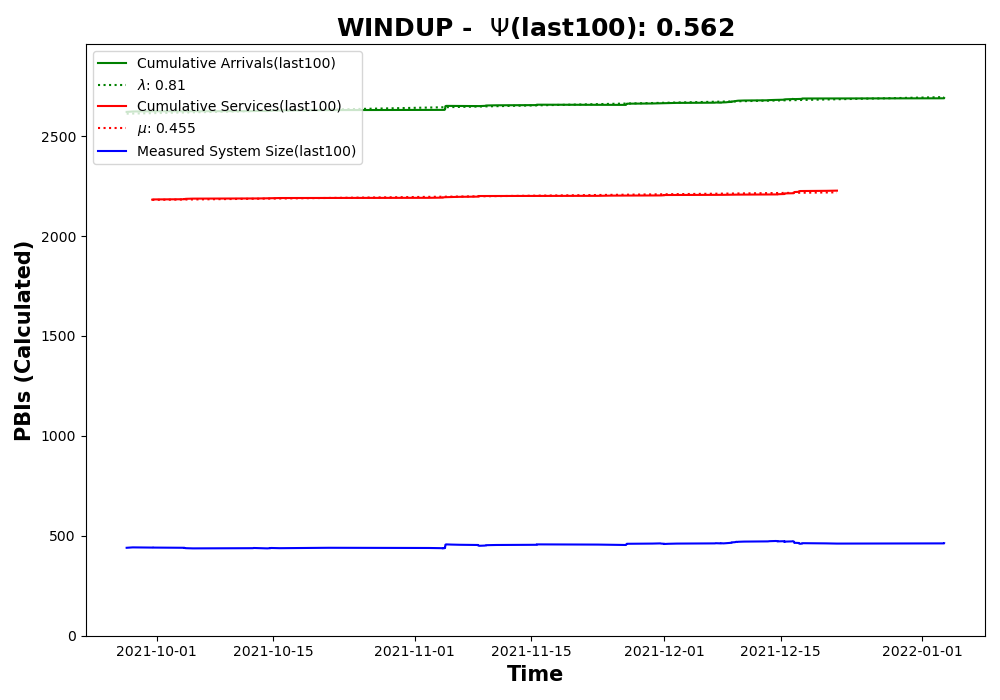 WINDUP - Ψ(last100): 0.562
Cumulative Arrivals(last100)
λ: 0.81
Cumulative Services(last100)
μ: 0.455
Measured System Size(last100)
PBIs (Calculated)
2500
2000
1500
1000
500
0
2021-10-01 2021-10-15 2021-11-01 2021-11-15 2021-12-01 2021-12-15 2022-01-01
Time